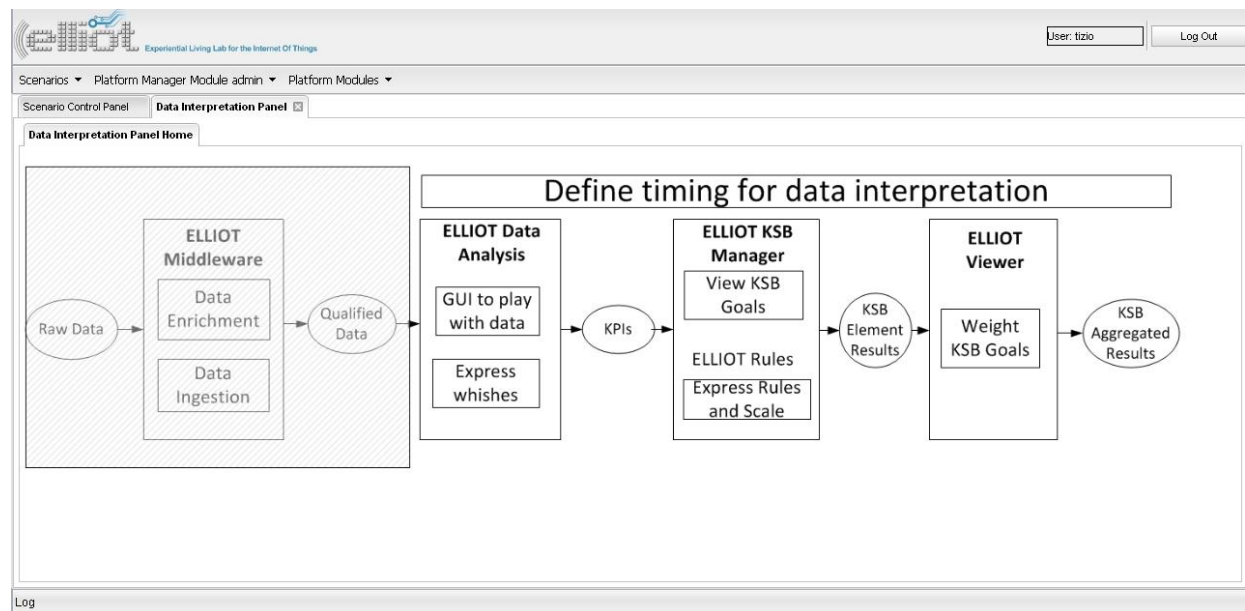 elliot Experiential Living Lab for the Internet Of Things
User: tizio
Log Out
Scenarios Platform Manager Module admin Platform Modules
Scenario Control Panel Data Interpretation Panel
Data Interpretation Panel Home
Define timing for data interpretation
Raw Data
ELLIOT
Middleware
Data
Enrichment
Data
Ingestion
Qualified
Data
ELLIOT Data
Analysis
GUI to play
with data
Express
whishes
KPIs
ELLIOT KSB
Manager
View KSB
Goals
ELLIOT Rules
Express Rules
and Scale
KSB
Element
Results
ELLIOT
Viewer
Weight
KSB Goals
KSB
Aggregated
Results
Log